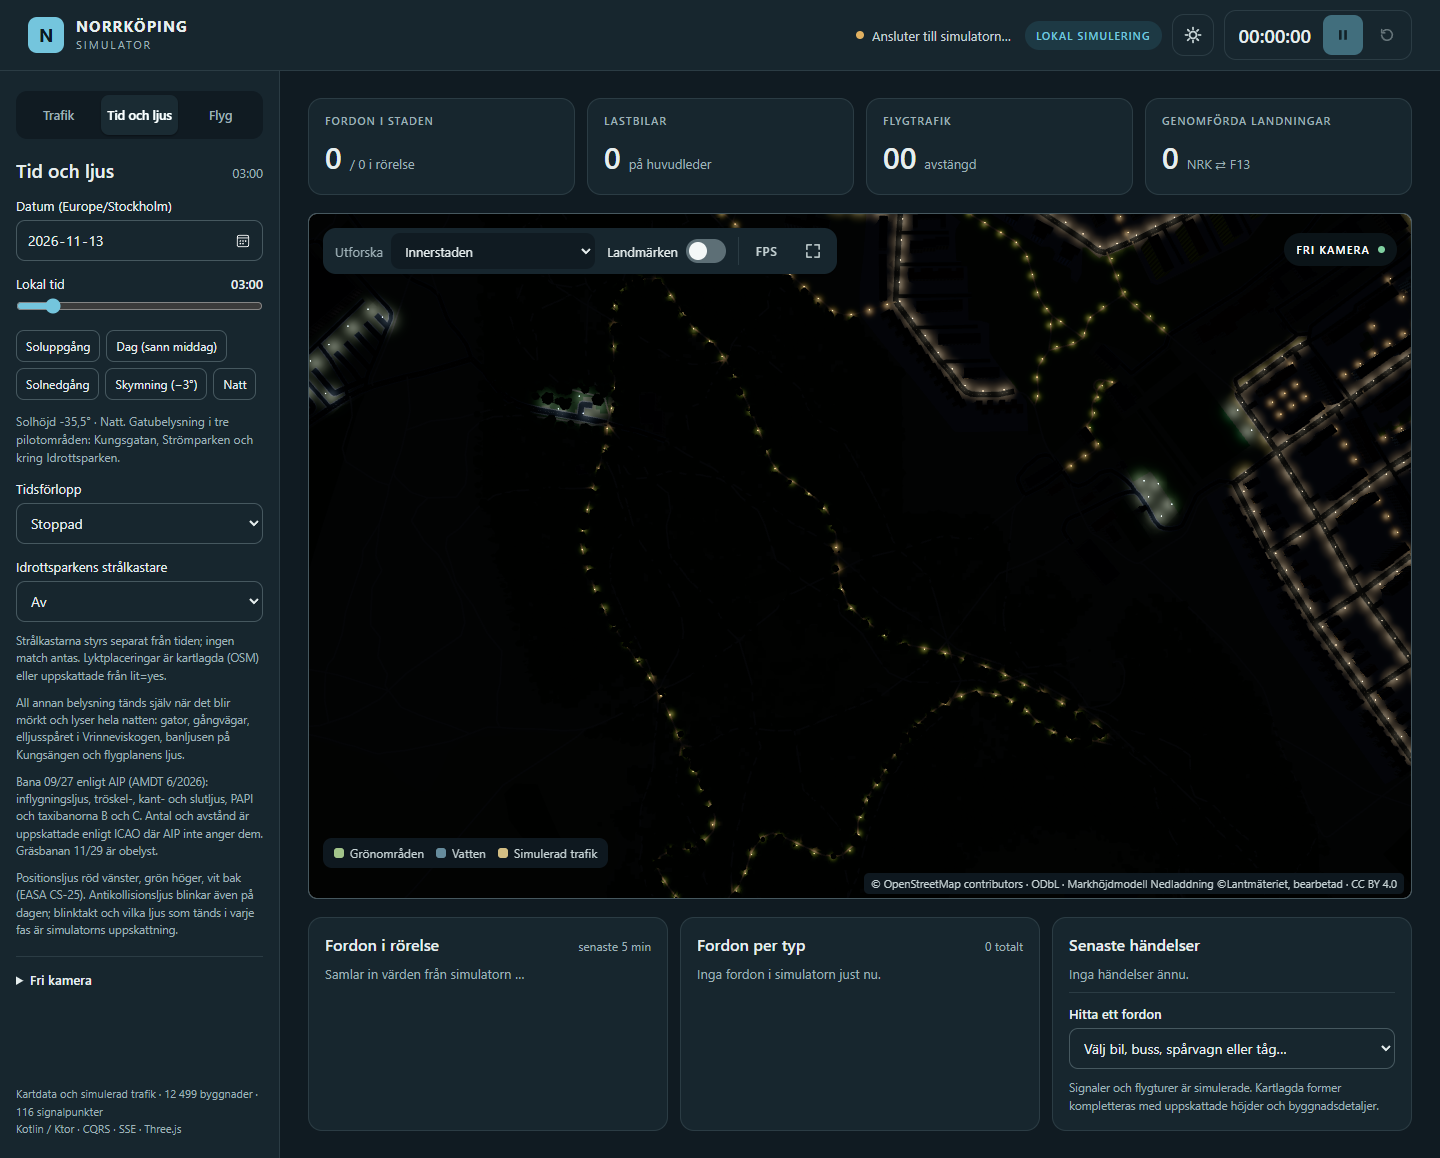 N
NORRKÖPING
SIMULATOR
Ansluter till simulatorn...
LOKAL SIMULERING
00:00:00
Trafik
Tid och ljus
Flyg
Tid och ljus
03:00
Datum (Europe/Stockholm)
2026-11-13
Lokal tid
03:00
Soluppgång
Dag (sann middag)
Solnedgång
Skymning (−3°)
Natt
Solhöjd -35,5° · Natt. Gatubelysning i tre
pilotområden: Kungsgatan, Strömparken och
kring Idrottsparken.
Tidsförlopp
Stoppad
Idrottsparkens strålkastare
Av
Strålkastarna styrs separat från tiden; ingen
match antas. Lyktplaceringar är kartlagda (OSM)
eller uppskattade från lit=yes.
All annan belysning tänds själv när det blir
mörkt och lyser hela natten: gator, gångvägar,
elljusspåret i Vrinneviskogen, banljusen på
Kungsängen och flygplanens ljus.
Bana 09/27 enligt AIP (AMDT 6/2026):
inflygningsljus, tröskel-, kant- och slutljus, PAPI
och taxibanorna B och C. Antal och avstånd är
uppskattade enligt ICAO där AIP inte anger dem.
Gräsbanan 11/29 är obelyst.
Positionsljus röd vänster, grön höger, vit bak
(EASA CS-25). Antikollisionsljus blinkar även på
dagen; blinktakt och vilka ljus som tänds i varje
fas är simulatorns uppskattning.
Fri kamera
Kartdata och simulerad trafik · 12 499 byggnader ·
116 signalpunkter
Kotlin / Ktor · CQRS · SSE · Three.js
FORDON I STADEN
0 / 0 i rörelse
LASTBILAR
0 på huvudleder
FLYGTRAFIK
00 avstängd
GENOMFÖRDA LANDNINGAR
0 NRK ⇄ F13
Utforska
Innerstaden
Landmärken
FPS
FRI KAMERA
Grönområden
Vatten
Simulerad trafik
© OpenStreetMap contributors · ODbL · Markhöjdmodell Nedladdning ©Lantmäteriet, bearbetad · CC BY 4.0
Fordon i rörelse
senaste 5 min
Samlar in värden från simulatorn ...
Fordon per typ
0 totalt
Inga fordon i simulatorn just nu.
Senaste händelser
Inga händelser ännu.
Hitta ett fordon
Välj bil, buss, spårvagn eller tåg...
Signaler och flygturer är simulerade. Kartlagda former
kompletteras med uppskattade höjder och byggnadsdetaljer.